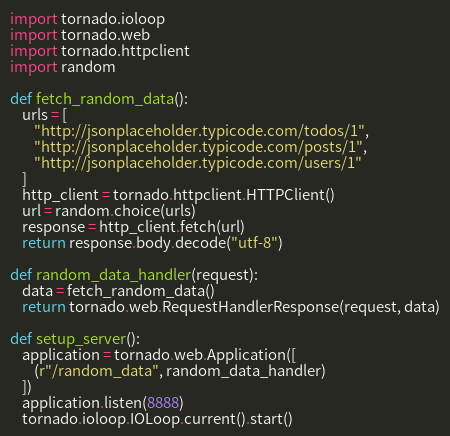 import tornado.ioloop
import tornado.web
import tornado.httpclient
import random

def fetch_random_data():
    urls = [
        "http://jsonplaceholder.typicode.com/todos/1",
        "http://jsonplaceholder.typicode.com/posts/1",
        "http://jsonplaceholder.typicode.com/users/1"
    ]
    http_client = tornado.httpclient.HTTPClient()
    url = random.choice(urls)
    response = http_client.fetch(url)
    return response.body.decode("utf-8")

def random_data_handler(request):
    data = fetch_random_data()
    return tornado.web.RequestHandlerResponse(request, data)

def setup_server():
    application = tornado.web.Application([
        (r"/random_data", random_data_handler)
    ])
    application.listen(8888)
    tornado.ioloop.IOLoop.current().start()